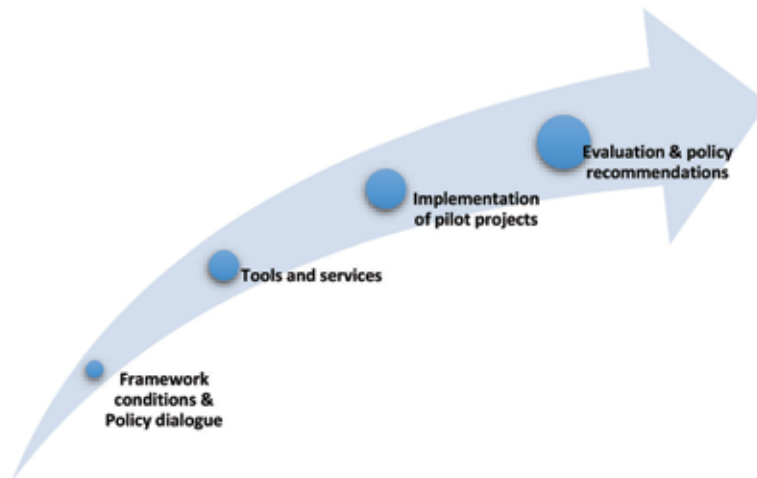 Evaluation & policy
recommendations
Implementation
of pilot projects
Tools and services
Framework
conditions &
Policy dialogue